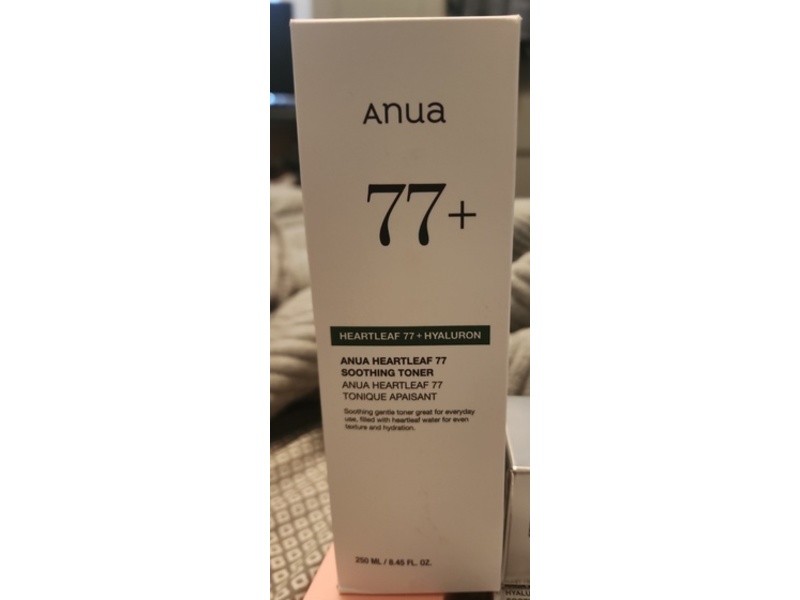 Anua
77+
HEARTLEAF 77 + HYALURON
ANUA HEARTLEAF 77
SOOTHING TONER
ANUA HEARTLEAF 77
TONIQUE APAISANT
Soothing gentle toner great for everyday
use, filled with heartleaf water for even
texture and hydration.
250 ML / 8.45 FL. OZ.